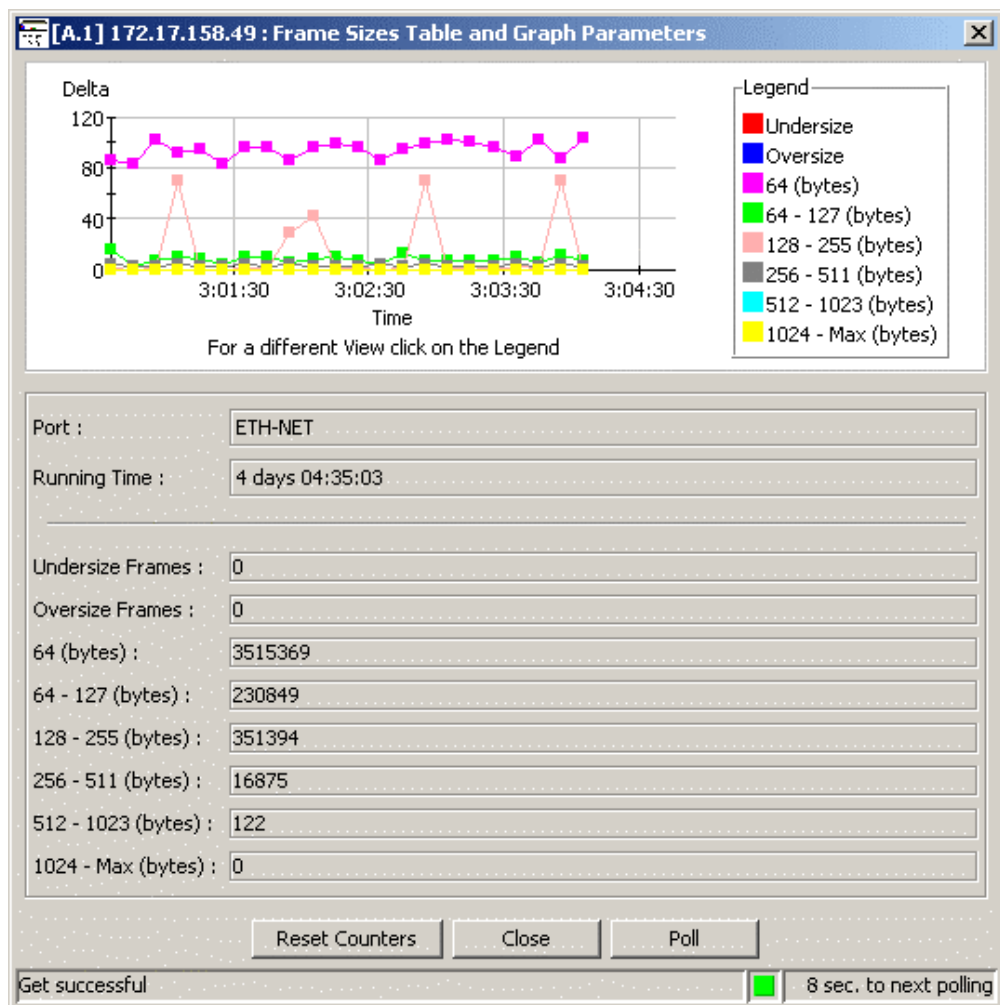 [A.1] 172.17.158.49 : Frame Sizes Table and Graph Parameters
Delta
120
80
40
0
3:01:30 3:02:30 3:03:30 3:04:30
Time
For a different View click on the Legend
Legend
Undersize
Oversize
64 (bytes)
64 - 127 (bytes)
128 - 255 (bytes)
256 - 511 (bytes)
512 - 1023 (bytes)
1024 - Max (bytes)
Port : ETH-NET
Running Time : 4 days 04:35:03
Undersize Frames : 0
Oversize Frames : 0
64 (bytes) : 3515369
64 - 127 (bytes) : 230849
128 - 255 (bytes) : 351394
256 - 511 (bytes) : 16875
512 - 1023 (bytes) : 122
1024 - Max (bytes) : 0
Reset Counters Close Poll
Get successful 8 sec. to next polling